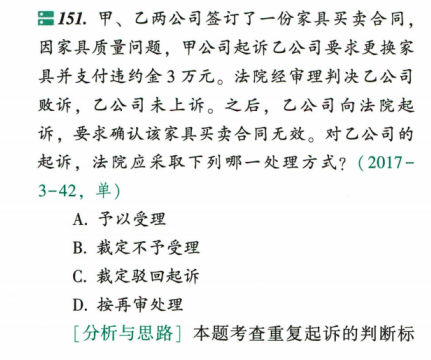 151. 甲、乙两公司签订了一份家具买卖合同,
因家具质量问题，甲公司起诉乙公司要求更换家
具并支付违约金 3 万元。法院经审理判决乙公司
败诉，乙公司未上诉。之后，乙公司向法院起
诉，要求确认该家具买卖合同无效。对乙公司的
起诉，法院应采取下列哪一处理方式？(2017-
3-42，单)
A. 予以受理
B. 裁定不予受理
C. 裁定驳回起诉
D. 按再审处理
[分析与思路] 本题考查重复起诉的判断标